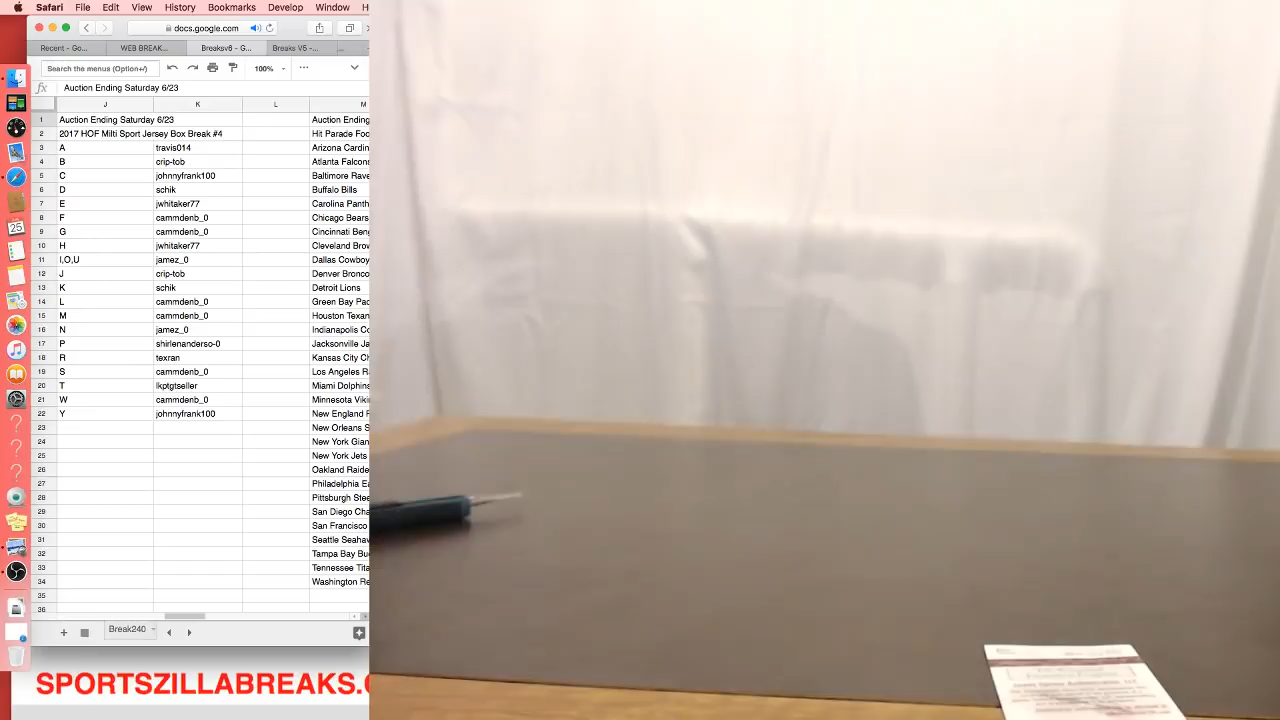 Safari File Edit View History Bookmarks Develop Window
docs.google.com
Recent - Go... WEB BREAK... Breaksv6 - G... Breaks V5 -...
Search the menus (Option+/) 100%
fx Auction Ending Saturday 6/23
J K L M
1 Auction Ending Saturday 6/23 Auction Ending
2 2017 HOF Milti Sport Jersey Box Break #4 Hit Parade Foo
3 A travis014 Arizona Cardin
4 B crip-tob Atlanta Falcons
5 C johnnyfrank100 Baltimore Rave
6 D schik Buffalo Bills
7 E jwhitaker77 Carolina Panth
8 F cammdenb_0 Chicago Bears
9 G cammdenb_0 Cincinnati Beng
10 H jwhitaker77 Cleveland Brow
11 I,O,U jamez_0 Dallas Cowboy
12 J crip-tob Denver Bronco
13 K schik Detroit Lions
14 L cammdenb_0 Green Bay Pac
15 M cammdenb_0 Houston Texan
16 N jamez_0 Indianapolis Co
17 P shirlenanderso-0 Jacksonville Ja
18 R texran Kansas City Ch
19 S cammdenb_0 Los Angeles R
20 T lkptgtseller Miami Dolphins
21 W cammdenb_0 Minnesota Viki
22 Y johnnyfrank100 New England F
23 New Orleans S
24 New York Gian
25 New York Jets
26 Oakland Raide
27 Philadelphia Ea
28 Pittsburgh Stee
29 San Diego Cha
30 San Francisco
31 Seattle Seahav
32 Tampa Bay Bu
33 Tennessee Tita
34 Washington Re
35
36
Break240
25
SPORTSZILLABREAKS.